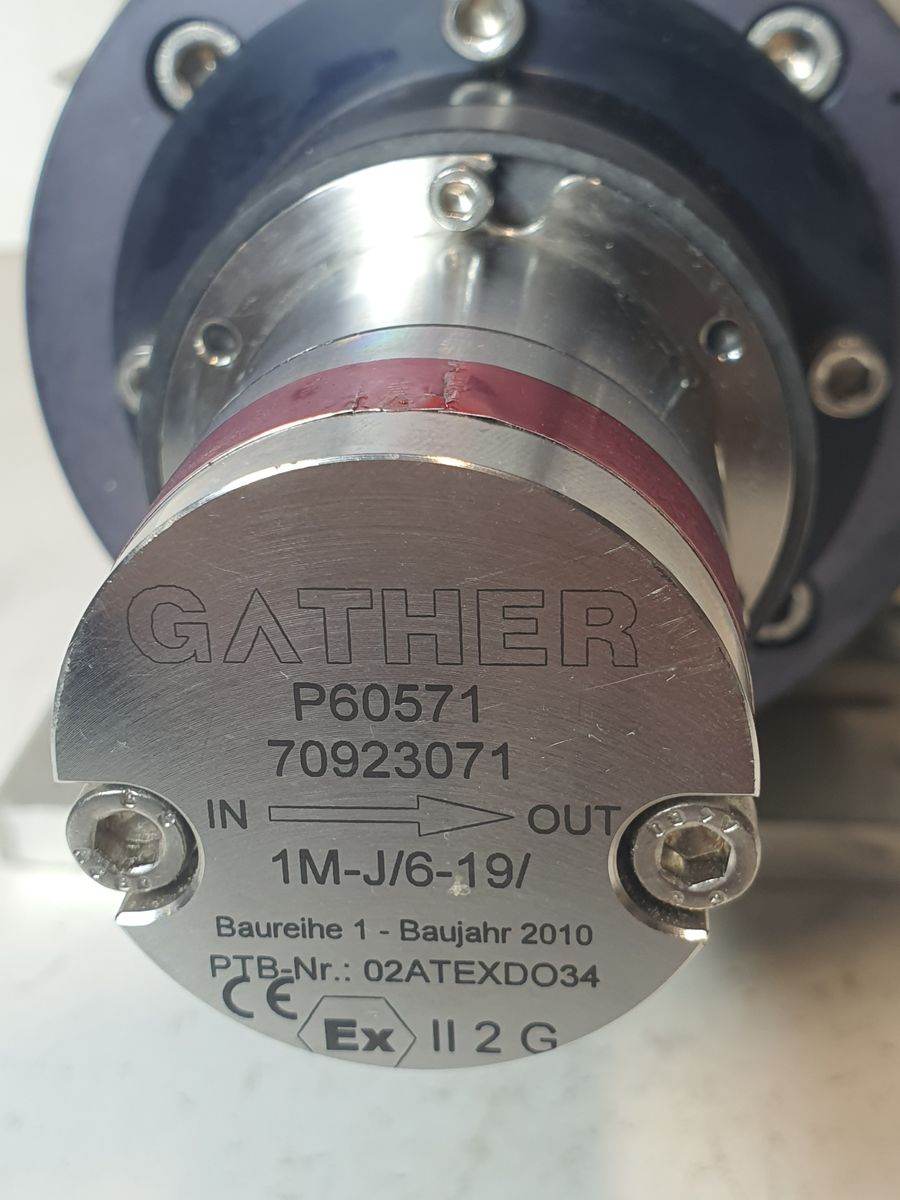 GATHER
P60571
70923071
IN OUT
1M-J/6-19/
Baureihe 1 - Baujahr 2010
PTB-Nr.: 02ATEXDO34
CE Ex II 2 G